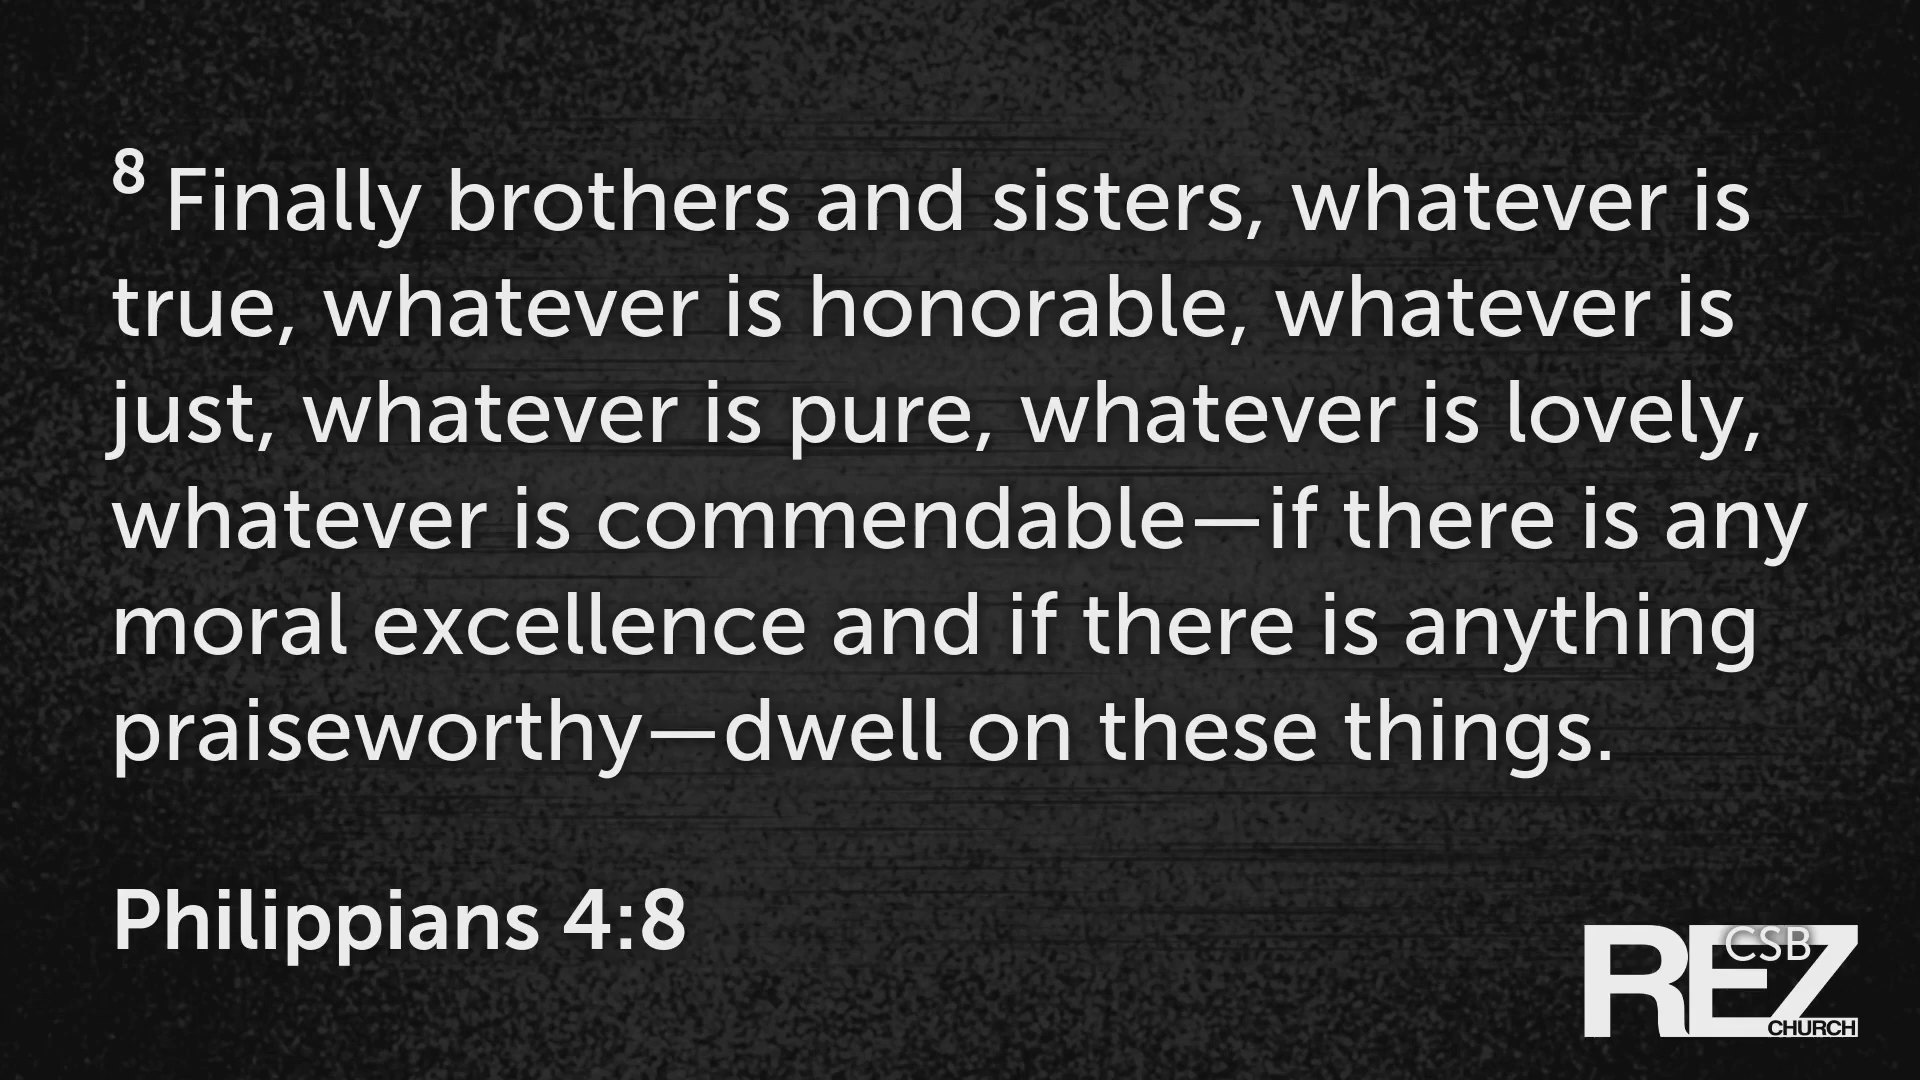 8 Finally brothers and sisters, whatever is
true, whatever is honorable, whatever is
just, whatever is pure, whatever is lovely,
whatever is commendable—if there is any
moral excellence and if there is anything
praiseworthy—dwell on these things.
Philippians 4:8
CSB
REZ
CHURCH